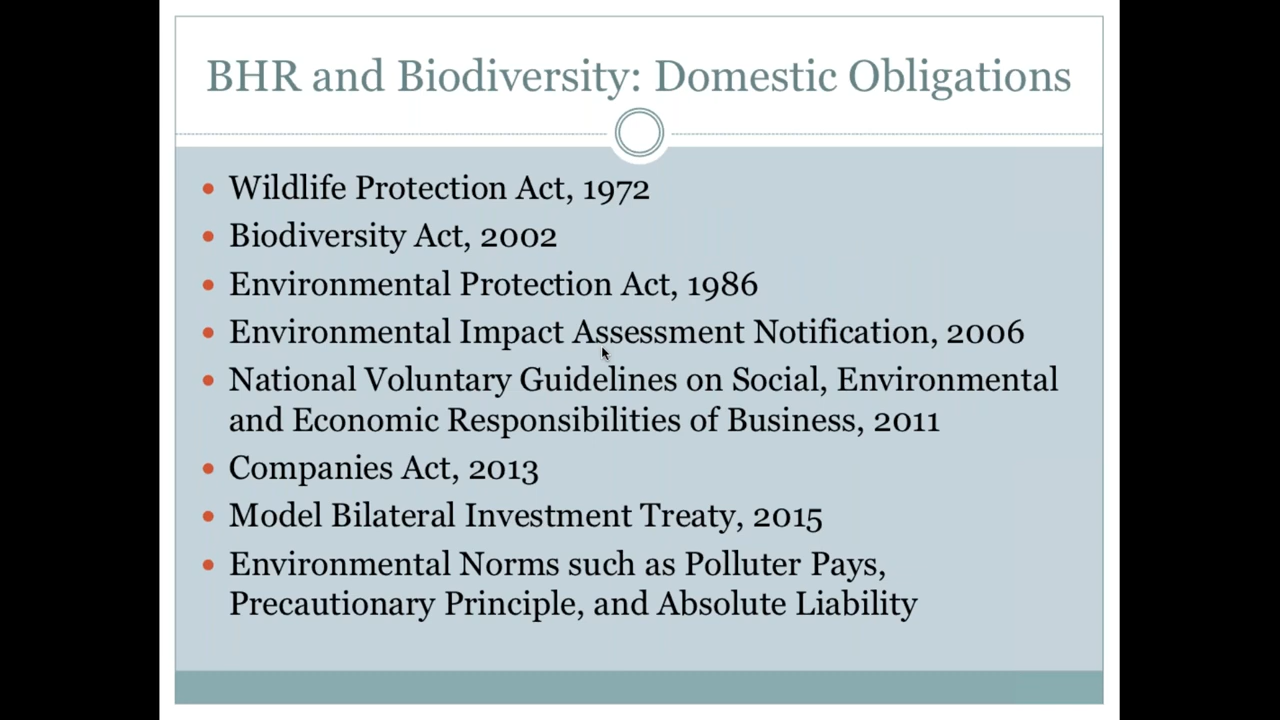 BHR and Biodiversity: Domestic Obligations
• Wildlife Protection Act, 1972
• Biodiversity Act, 2002
• Environmental Protection Act, 1986
• Environmental Impact Assessment Notification, 2006
• National Voluntary Guidelines on Social, Environmental
and Economic Responsibilities of Business, 2011
• Companies Act, 2013
• Model Bilateral Investment Treaty, 2015
• Environmental Norms such as Polluter Pays,
Precautionary Principle, and Absolute Liability